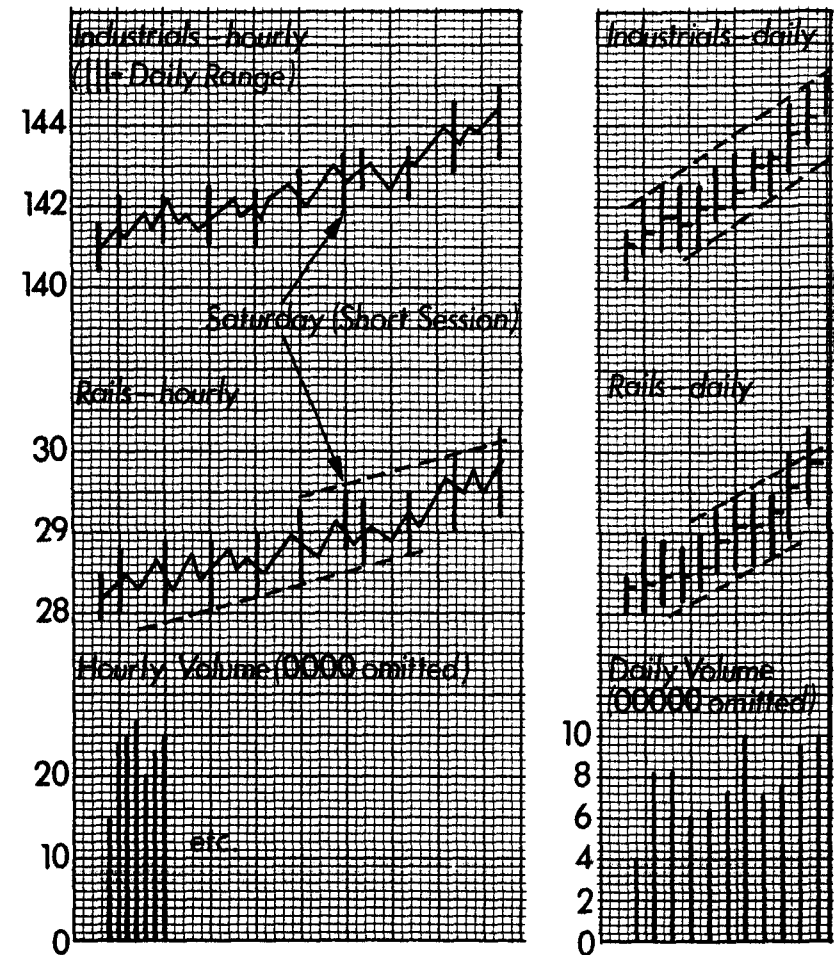 Industrials – hourly
(||| = Daily Range)
144
142
140
Saturday (Short Session)
Rails – hourly
30
29
28
Hourly Volume (0000 omitted)
20
10
0
etc.
Industrials – daily
Rails – daily
Daily Volume
(00000 omitted)
10
8
6
4
2
0